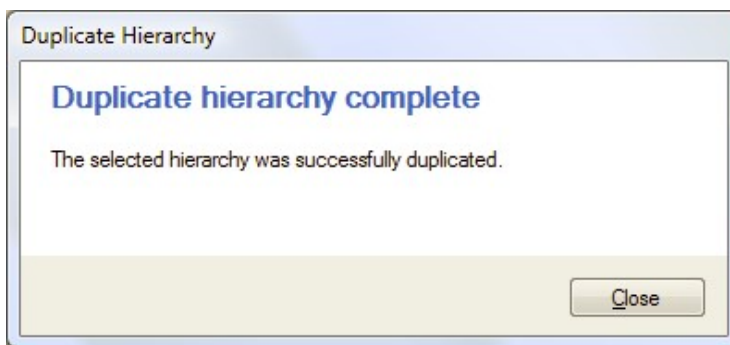 Duplicate Hierarchy
Duplicate hierarchy complete
The selected hierarchy was successfully duplicated.
Close